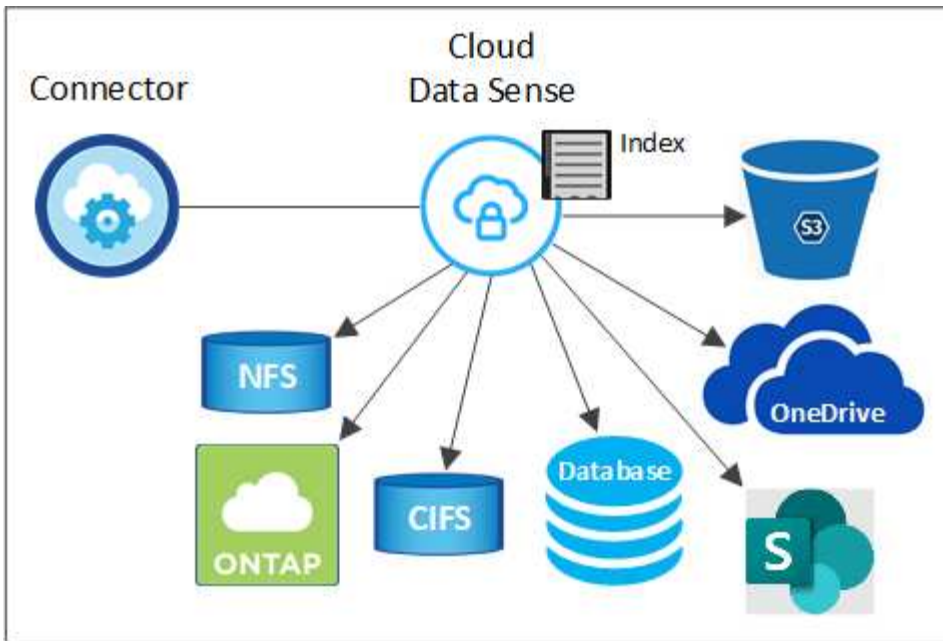 Connector
Cloud
Data Sense
Index
S3
NFS
OneDrive
ONTAP
CIFS
Database
S